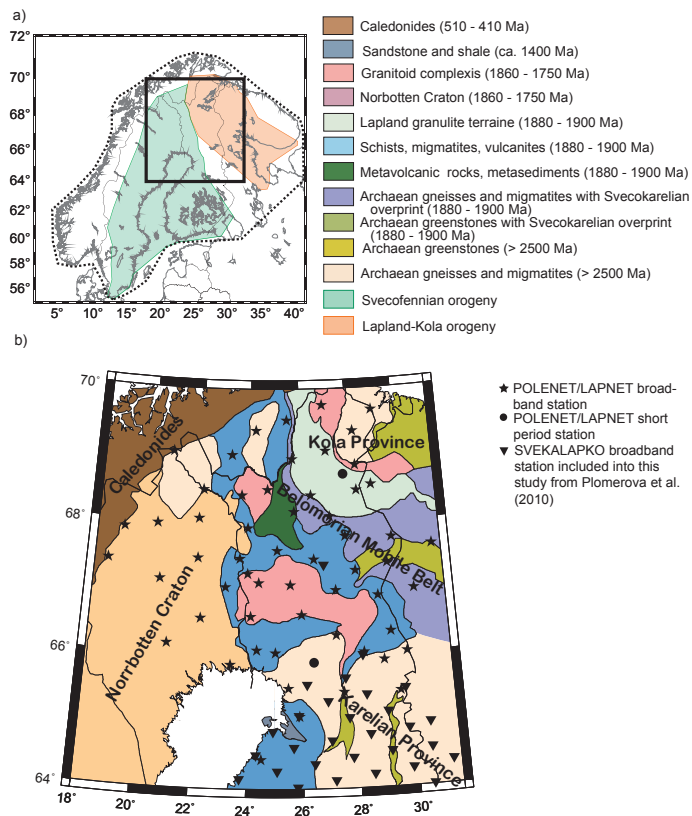 a)
72°
70°
68°
66°
64°
62°
60°
58°
56°
5°
10°
15°
20°
25°
30°
35°
40°
Caledonides (510 - 410 Ma)
Sandstone and shale (ca. 1400 Ma)
Granitoid complexis (1860 - 1750 Ma)
Norbotten Craton (1860 - 1750 Ma)
Lapland granulite terraine (1880 - 1900 Ma)
Schists, migmatites, vulcanites (1880 - 1900 Ma)
Metavolcanic rocks, metasediments (1880 - 1900 Ma)
Archaean gneisses and migmatites with Svecokarelian
overprint (1880 - 1900 Ma)
Archaean greenstones with Svecokarelian overprint
(1880 - 1900 Ma)
Archaean greenstones (> 2500 Ma)
Archaean gneisses and migmatites (> 2500 Ma)
Svecofennian orogeny
Lapland-Kola orogeny
b)
70°
68°
66°
64°
18°
20°
22°
24°
26°
28°
30°
Caledonides
Kola Province
Belomorian Mobile Belt
Norrbotten Craton
Karelian Province
POLENET/LAPNET broad-
band station
POLENET/LAPNET short
period station
SVEKALAPKO broadband
station included into this
study from Plomerova et al.
(2010)